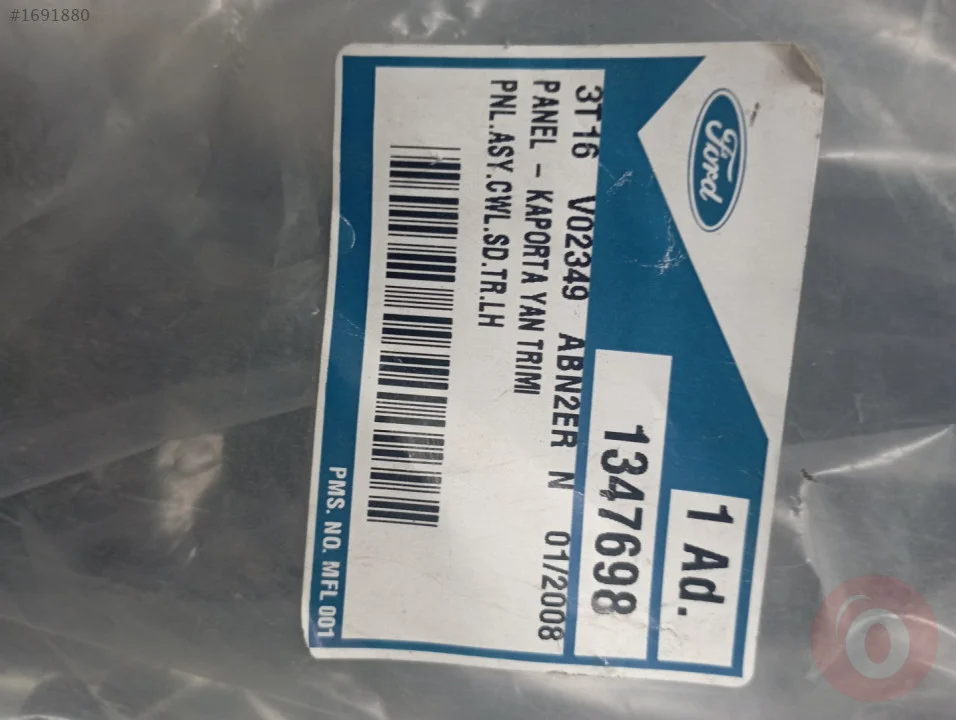 #1691880
Ford
1 Ad.
1347698
3T16 V02349 ABN2ER N 01/2008
PANEL - KAPORTA YAN TRIMI
PNL.ASY.CWL.SD.TR.LH
PMS. NO. MFL 001